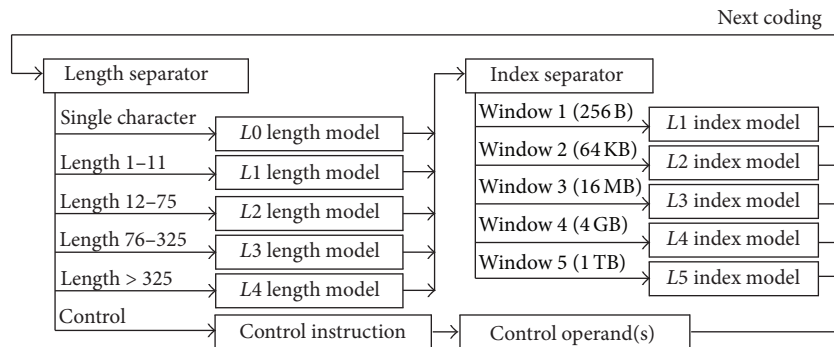 Next coding
Length separator
Index separator
Single character
L0 length model
Length 1–11
L1 length model
Length 12–75
L2 length model
Length 76–325
L3 length model
Length > 325
L4 length model
Control
Control instruction
Control operand(s)
Window 1 (256 B)
L1 index model
Window 2 (64 KB)
L2 index model
Window 3 (16 MB)
L3 index model
Window 4 (4 GB)
L4 index model
Window 5 (1 TB)
L5 index model